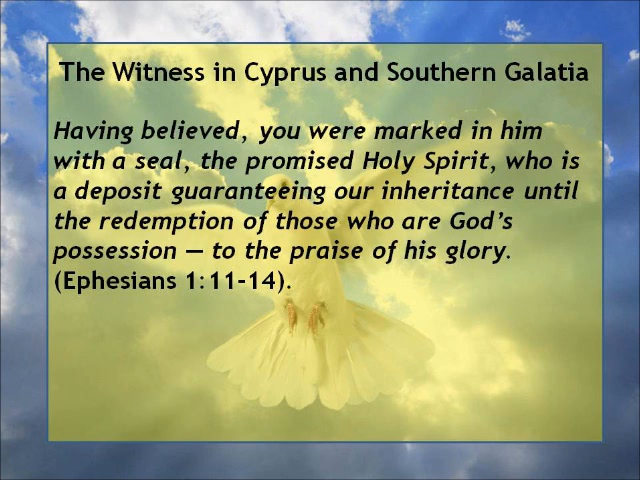 The Witness in Cyprus and Southern Galatia
Having believed, you were marked in him
with a seal, the promised Holy Spirit, who is
a deposit guaranteeing our inheritance until
the redemption of those who are God’s
possession — to the praise of his glory.
(Ephesians 1:11-14).